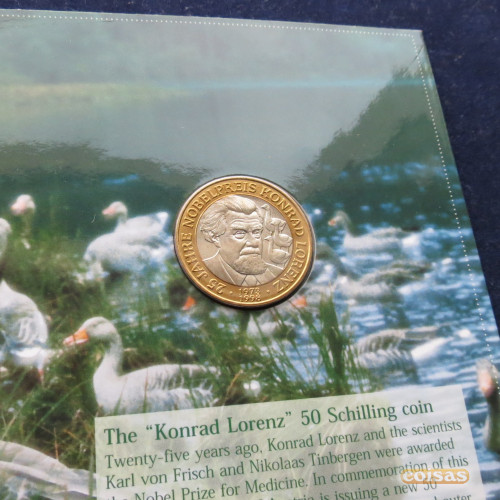 25 JAHRE NOBELPREIS KONRAD LORENZ
1973
1998
The "Konrad Lorenz" 50 Schilling coin
Twenty-five years ago, Konrad Lorenz and the scientists
Karl von Frisch and Nikolaas Tinbergen were awarded
the Nobel Prize for Medicine. In commemoration of this
is issuing a new 50
coisas